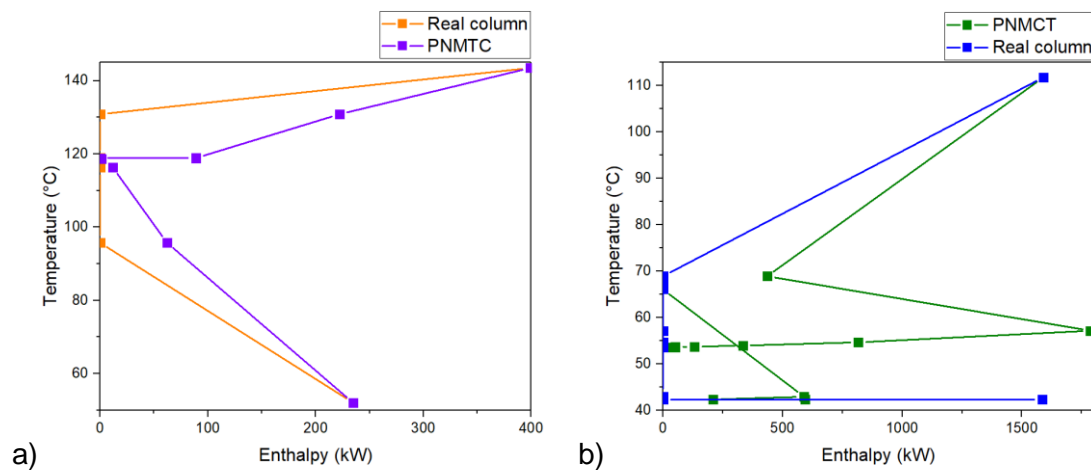 Real column
PNMTC
140
120
100
80
60
Temperature (°C)
0
100
200
300
400
Enthalpy (kW)
a)
PNMCT
Real column
110
100
90
80
70
60
50
40
Temperature (°C)
0
500
1000
1500
Enthalpy (kW)
b)